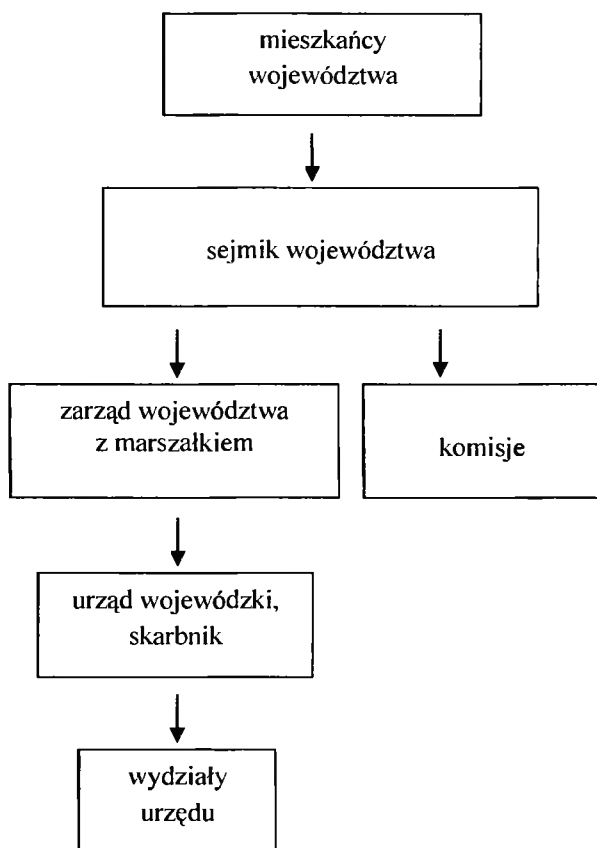 mieszkańcy
województwa
sejmik województwa
zarząd województwa
z marszałkiem
komisje
urząd wojewódzki,
skarbnik
wydziały
urzędu